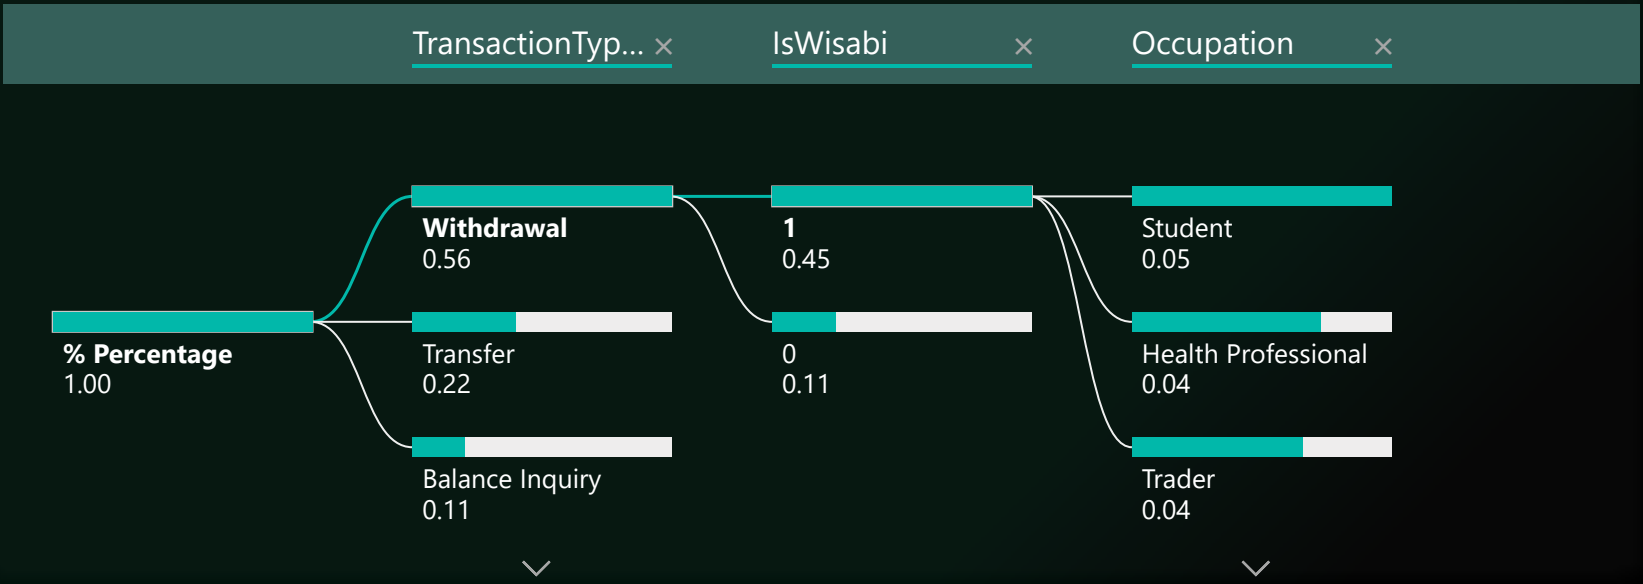 TransactionTyp... ×
IsWisabi ×
Occupation ×
% Percentage
1.00
Withdrawal
0.56
Transfer
0.22
Balance Inquiry
0.11
1
0.45
0
0.11
Student
0.05
Health Professional
0.04
Trader
0.04